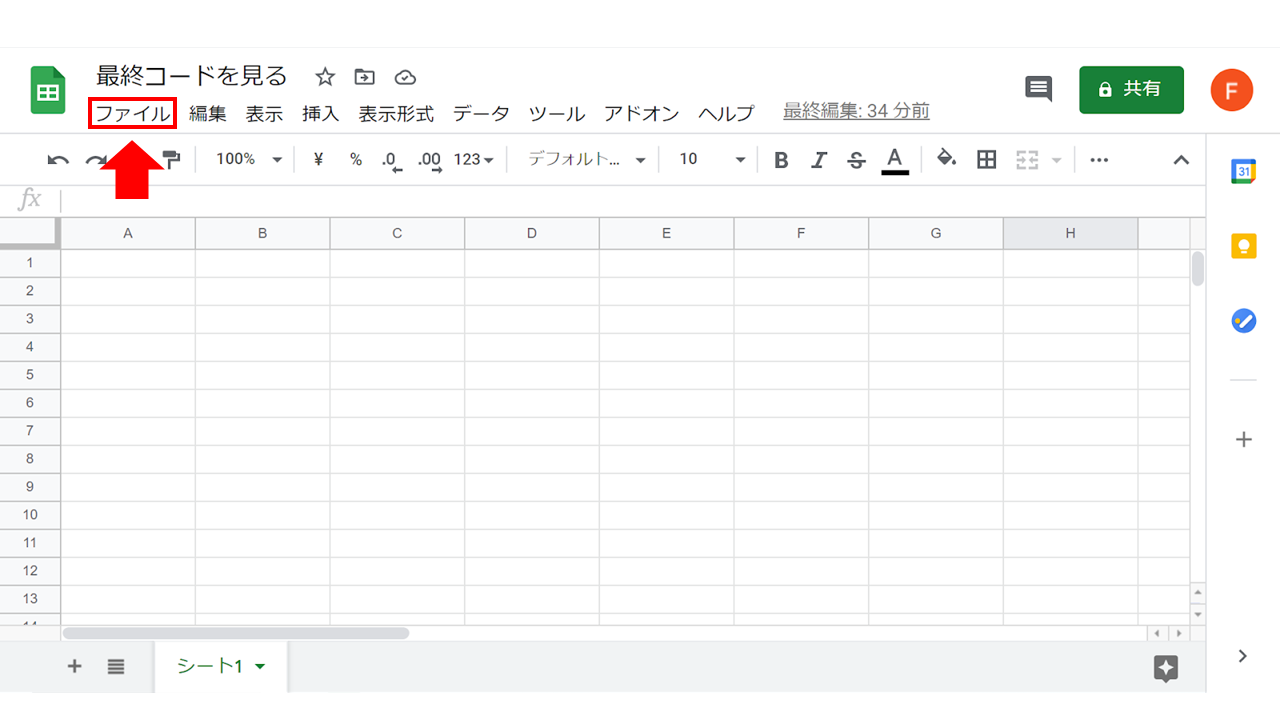 最終コードを見る
ファイル 編集 表示 挿入 表示形式 データ ツール アドオン ヘルプ 最終編集: 34 分前
共有
F
100% ¥ % .0 .00 123 デフォルト... 10 B I S A
31
fx
A B C D E F G H
1
2
3
4
5
6
7
8
9
10
11
12
13
シート1